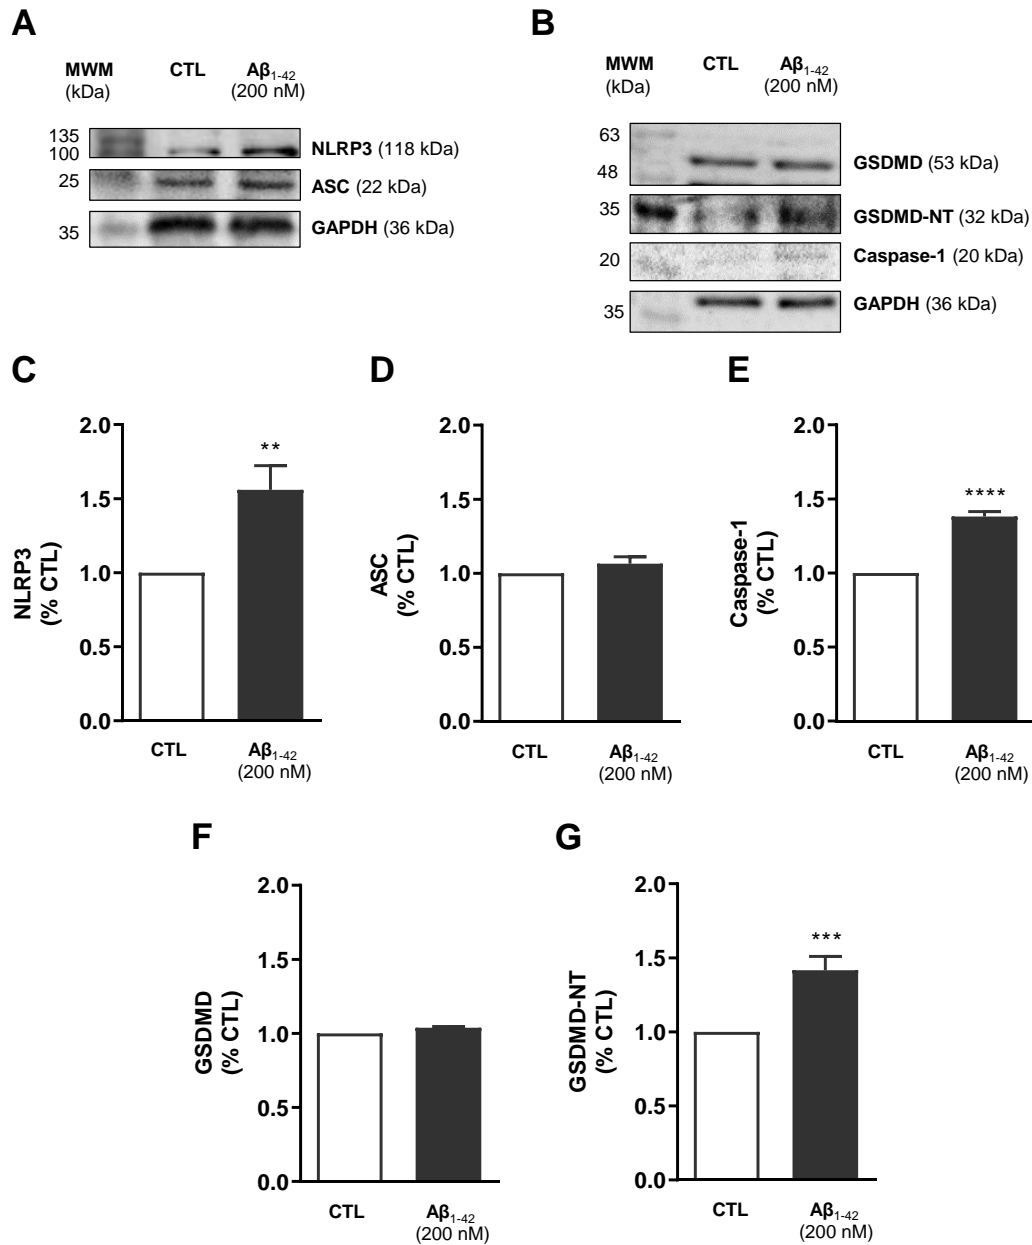 A
MWM
(kDa)
CTL
Aβ1-42
(200 nM)
135
100
NLRP3 (118 kDa)
25
ASC (22 kDa)
35
GAPDH (36 kDa)
B
MWM
(kDa)
CTL
Aβ1-42
(200 nM)
63
48
GSDMD (53 kDa)
35
GSDMD-NT (32 kDa)
20
Caspase-1 (20 kDa)
35
GAPDH (36 kDa)
C
NLRP3
(% CTL)
2.0
1.5
1.0
0.5
0.0
**
CTL
Aβ1-42
(200 nM)
D
ASC
(% CTL)
2.0
1.5
1.0
0.5
0.0
CTL
Aβ1-42
(200 nM)
E
Caspase-1
(% CTL)
2.0
1.5
1.0
0.5
0.0
****
CTL
Aβ1-42
(200 nM)
F
GSDMD
(% CTL)
2.0
1.5
1.0
0.5
0.0
CTL
Aβ1-42
(200 nM)
G
GSDMD-NT
(% CTL)
2.0
1.5
1.0
0.5
0.0
***
CTL
Aβ1-42
(200 nM)